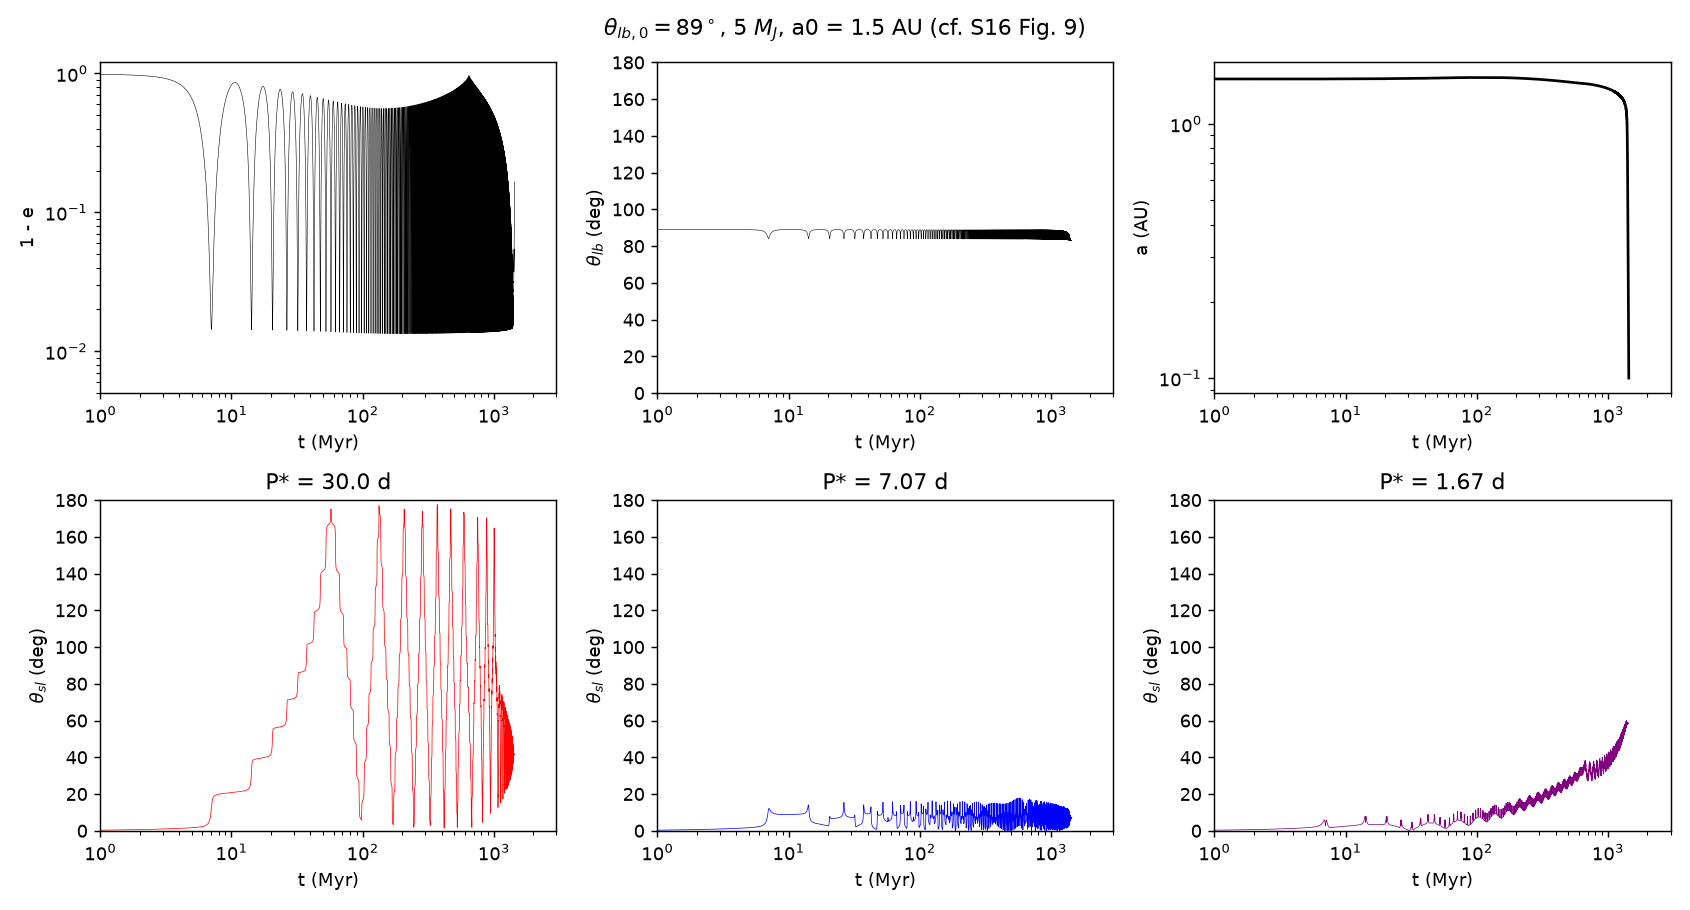 θ_{lb,0} = 89°, 5 M_J, a0 = 1.5 AU (cf. S16 Fig. 9)
10^0
10^{-1}
10^{-2}
1 - e
10^0 10^1 10^2 10^3
t (Myr)
180
160
140
120
100
80
60
40
20
0
θ_{lb} (deg)
10^0 10^1 10^2 10^3
t (Myr)
10^0
10^{-1}
a (AU)
10^0 10^1 10^2 10^3
t (Myr)
P* = 30.0 d
180
160
140
120
100
80
60
40
20
0
θ_{sl} (deg)
10^0 10^1 10^2 10^3
t (Myr)
P* = 7.07 d
180
160
140
120
100
80
60
40
20
0
θ_{sl} (deg)
10^0 10^1 10^2 10^3
t (Myr)
P* = 1.67 d
180
160
140
120
100
80
60
40
20
0
θ_{sl} (deg)
10^0 10^1 10^2 10^3
t (Myr)